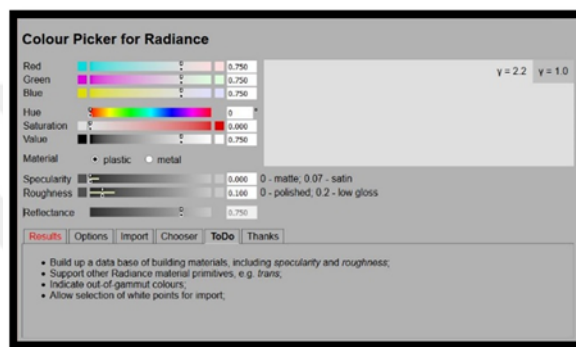 Colour Picker for Radiance
Red 0.750
Green 0.750
Blue 0.750
γ = 2.2 γ = 1.0
Hue 0 °
Saturation 0.000
Value 0.750
Material plastic metal
Specularity 0.000 0 - matte; 0.07 - satin
Roughness 0.100 0 - polished; 0.2 - low gloss
Reflectance 0.750
Results Options Import Chooser ToDo Thanks
• Build up a data base of building materials, including specularity and roughness;
• Support other Radiance material primitives, e.g. trans;
• Indicate out-of-gammut colours;
• Allow selection of white points for import;